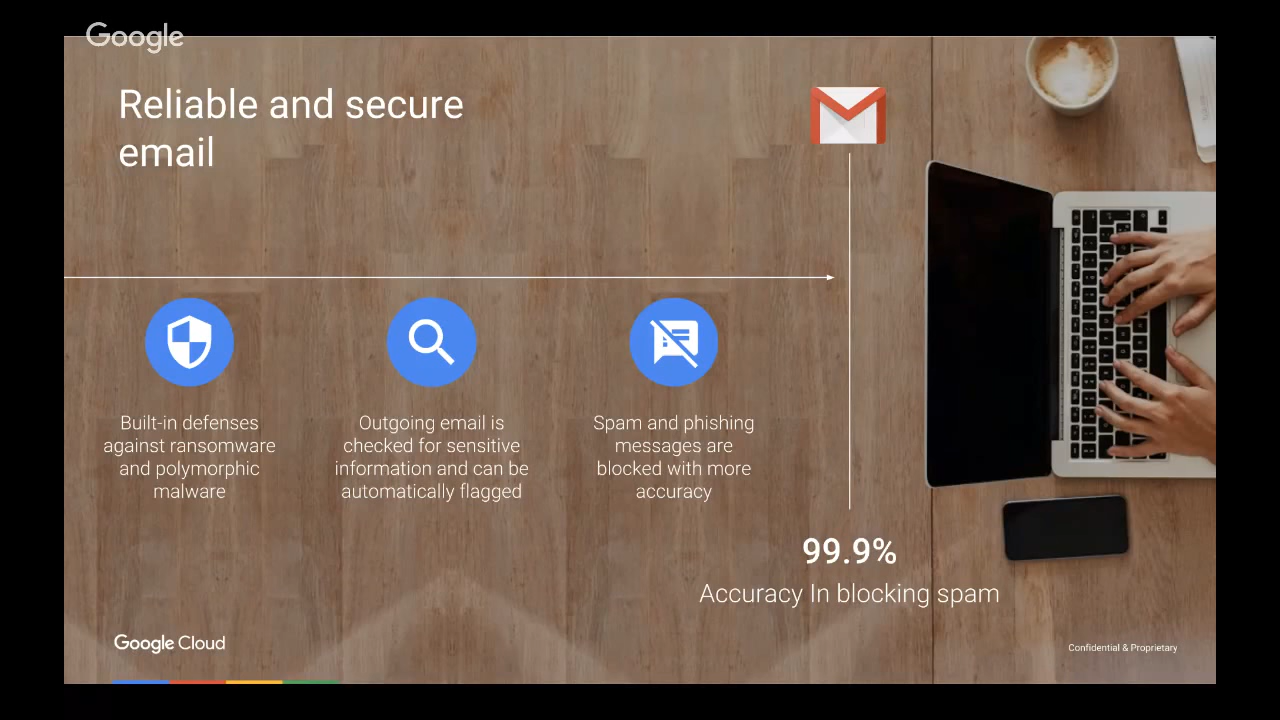 Google
Reliable and secure
email
Built-in defenses
against ransomware
and polymorphic
malware
Outgoing email is
checked for sensitive
information and can be
automatically flagged
Spam and phishing
messages are
blocked with more
accuracy
99.9%
Accuracy In blocking spam
Google Cloud
Confidential & Proprietary